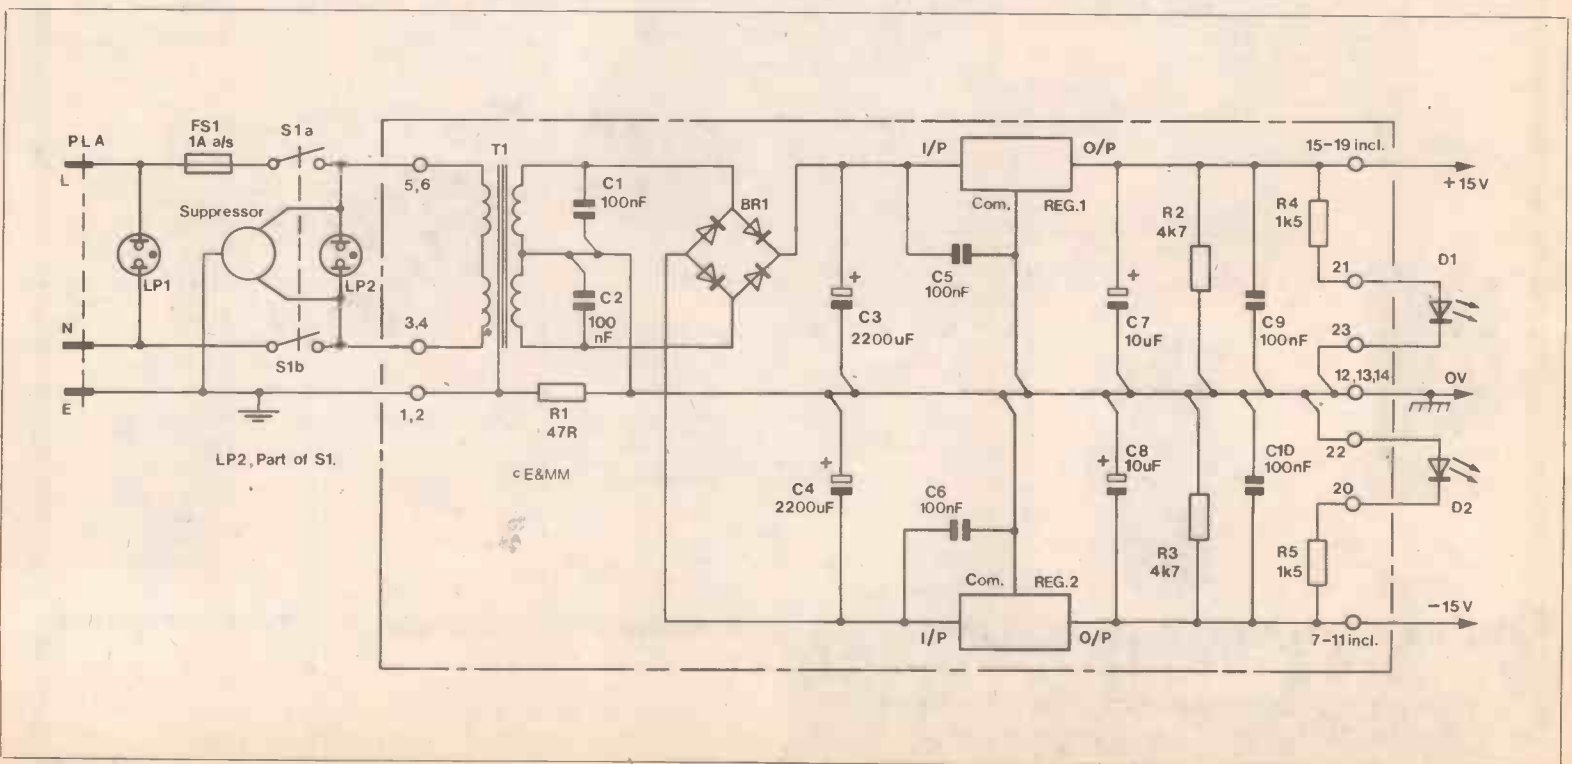 PLA
L
FS1
1A a/s
S1a
Suppressor
LP1
LP2
N
S1b
E
LP2, Part of S1.
5,6
3,4
1,2
T1
C1
100nF
C2
100
nF
R1
47R
c E&MM
BR1
C3
2200uF
C4
2200uF
I/P
O/P
Com.
REG.1
C5
100nF
C6
100nF
Com.
REG.2
I/P
O/P
C7
10uF
C8
10uF
R2
4k7
R3
4k7
C9
100nF
C10
100nF
R4
1k5
R5
1k5
15-19 incl.
+15V
21
D1
23
12,13,14
0V
22
20
D2
-15V
7-11 incl.
+
+
+
+